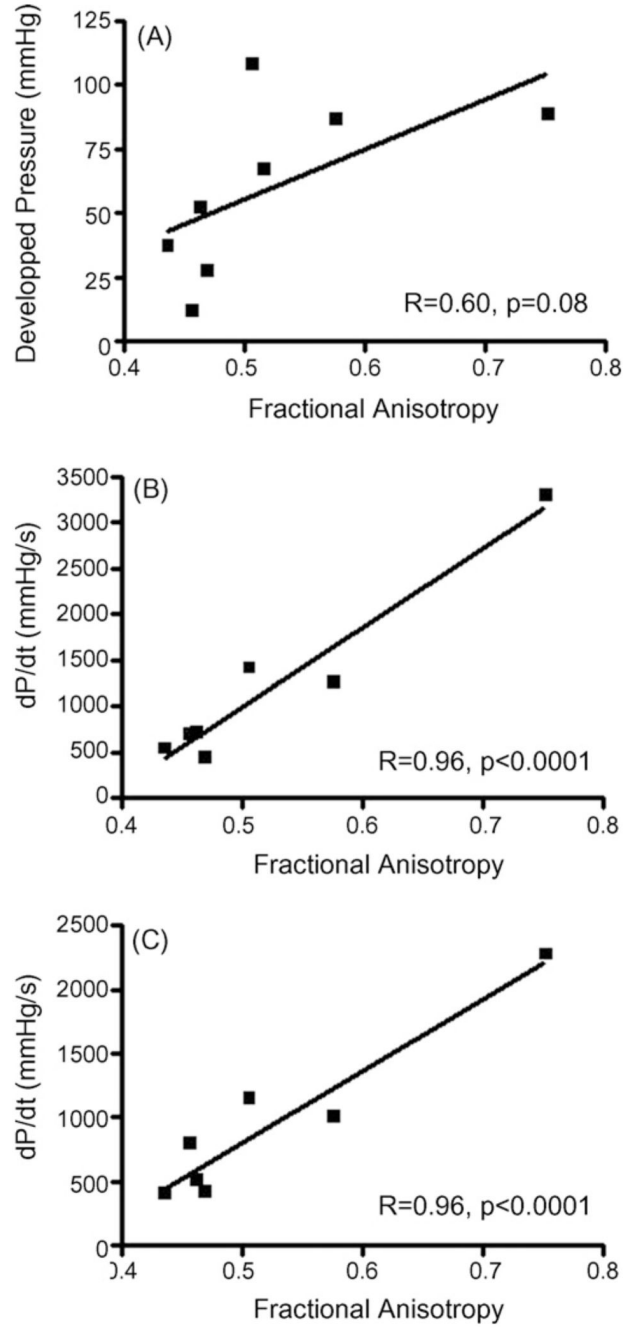 (A)
Developped Pressure (mmHg)
125
100
75
50
25
0
R=0.60, p=0.08
0.4 0.5 0.6 0.7 0.8
Fractional Anisotropy
(B)
dP/dt (mmHg/s)
3500
3000
2500
2000
1500
1000
500
0
R=0.96, p<0.0001
0.4 0.5 0.6 0.7 0.8
Fractional Anisotropy
(C)
dP/dt (mmHg/s)
2500
2000
1500
1000
500
0
R=0.96, p<0.0001
).4 0.5 0.6 0.7 0.8
Fractional Anisotropy